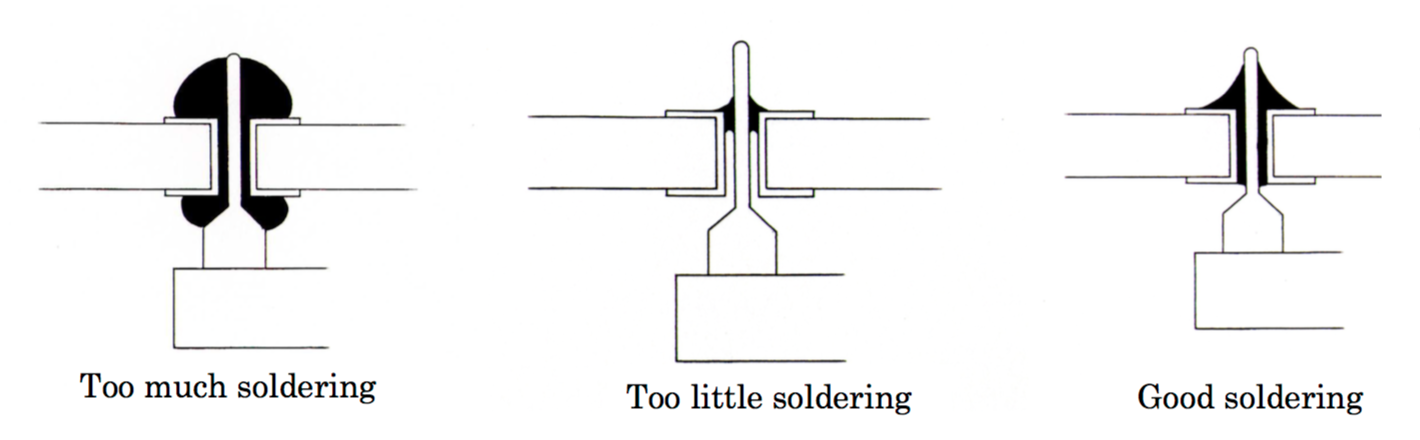 Too much soldering
Too little soldering
Good soldering